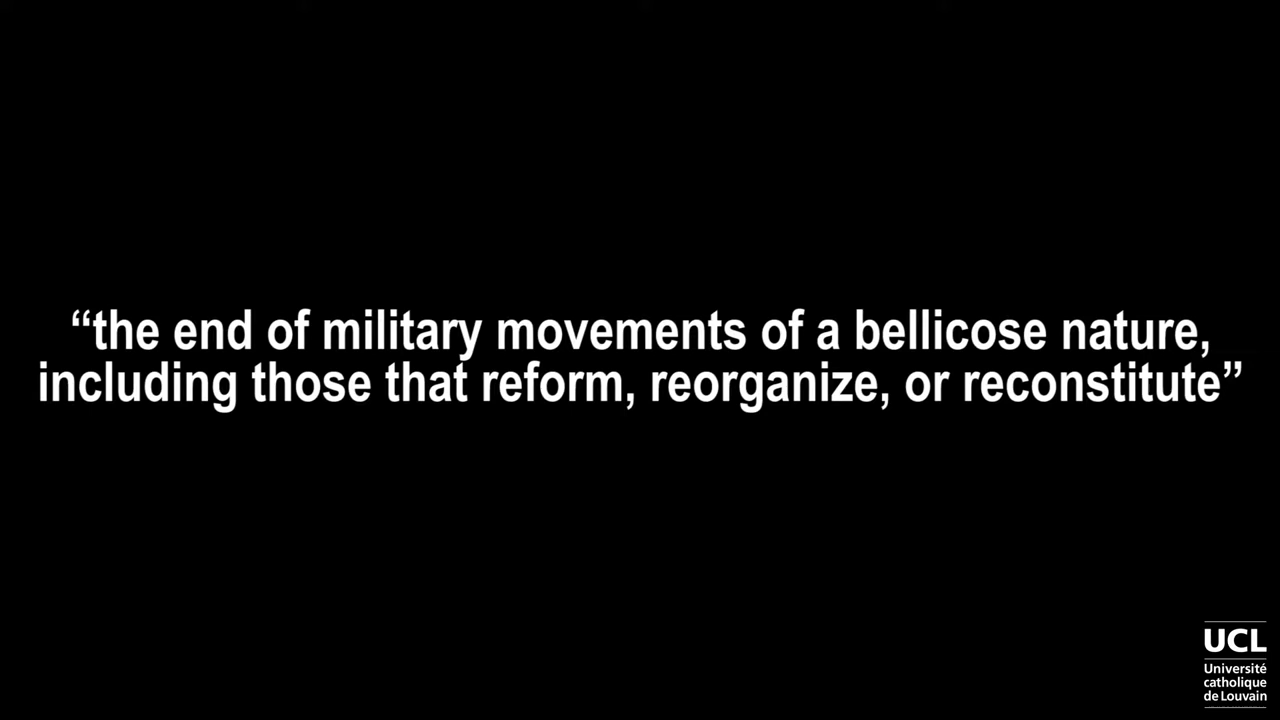 “the end of military movements of a bellicose nature,
including those that reform, reorganize, or reconstitute”
UCL
Université
catholique
de Louvain